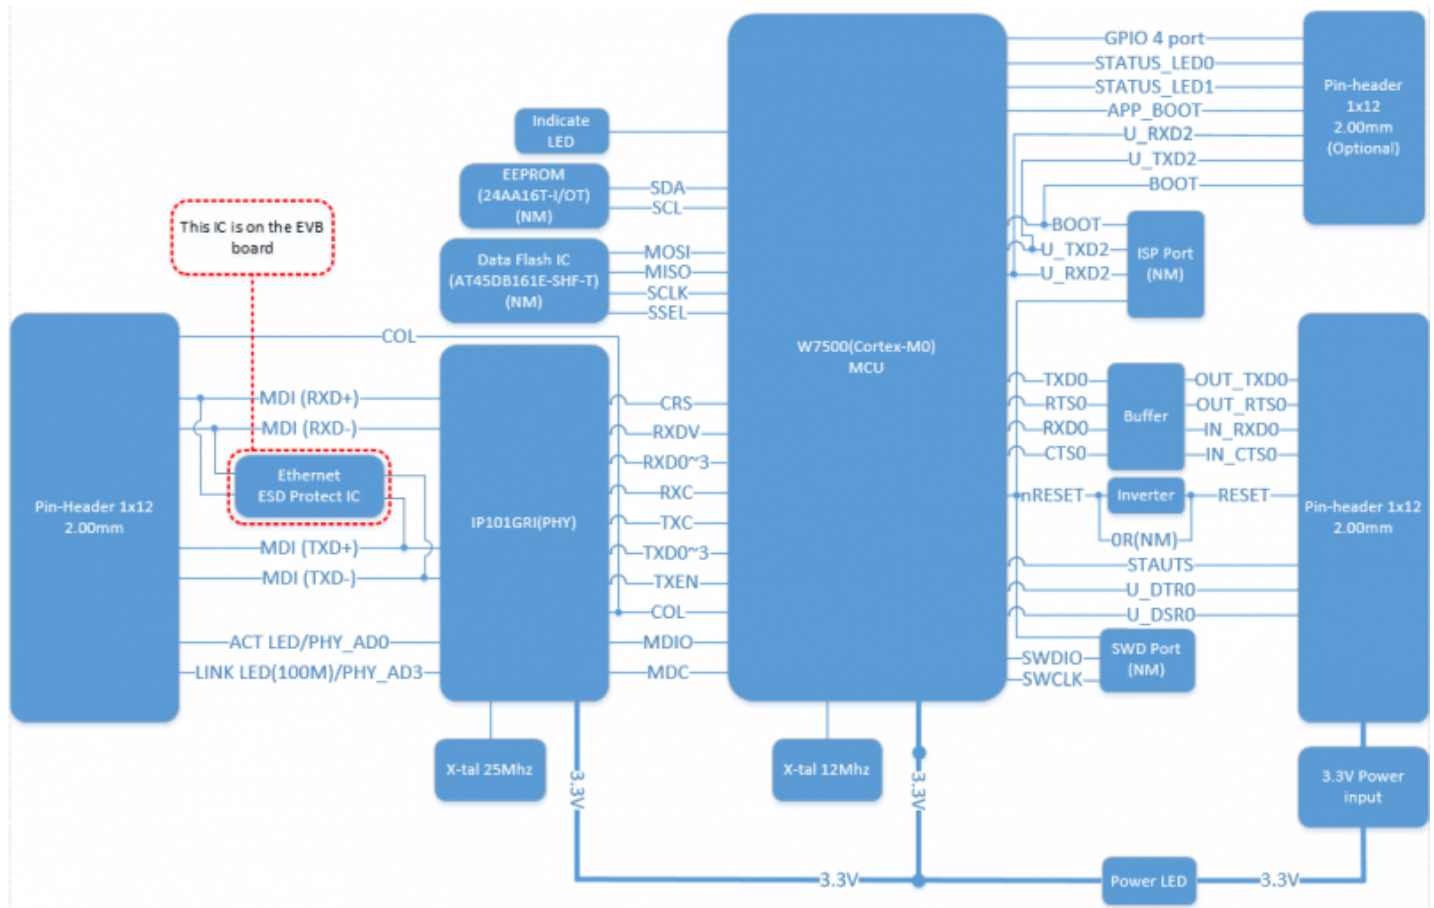 GPIO 4 port
STATUS_LED0
STATUS_LED1
APP_BOOT
U_RXD2
U_TXD2
BOOT
Pin-header
1x12
2.00mm
(Optional)
Indicate
LED
EEPROM
(24AA16T-I/OT)
(NM)
SDA
SCL
This IC is on the EVB
board
Data Flash IC
(AT45DB161E-SHF-T)
(NM)
MOSI
MISO
SCLK
SSEL
BOOT
U_TXD2
U_RXD2
ISP Port
(NM)
W7500(Cortex-M0)
MCU
COL
MDI (RXD+)
MDI (RXD-)
Ethernet
ESD Protect IC
MDI (TXD+)
MDI (TXD-)
ACT LED/PHY_AD0
LINK LED(100M)/PHY_AD3
Pin-Header 1x12
2.00mm
IP101GRI(PHY)
CRS
RXDV
RXD0~3
RXC
TXC
TXD0~3
TXEN
COL
MDIO
MDC
TXD0
RTS0
RXD0
CTS0
Buffer
OUT_TXD0
OUT_RTS0
IN_RXD0
IN_CTS0
nRESET
Inverter
RESET
0R(NM)
STAUTS
U_DTR0
U_DSR0
Pin-header 1x12
2.00mm
SWDIO
SWCLK
SWD Port
(NM)
X-tal 25Mhz
3.3V
X-tal 12Mhz
3.3V
3.3V Power
input
3.3V
Power LED
3.3V